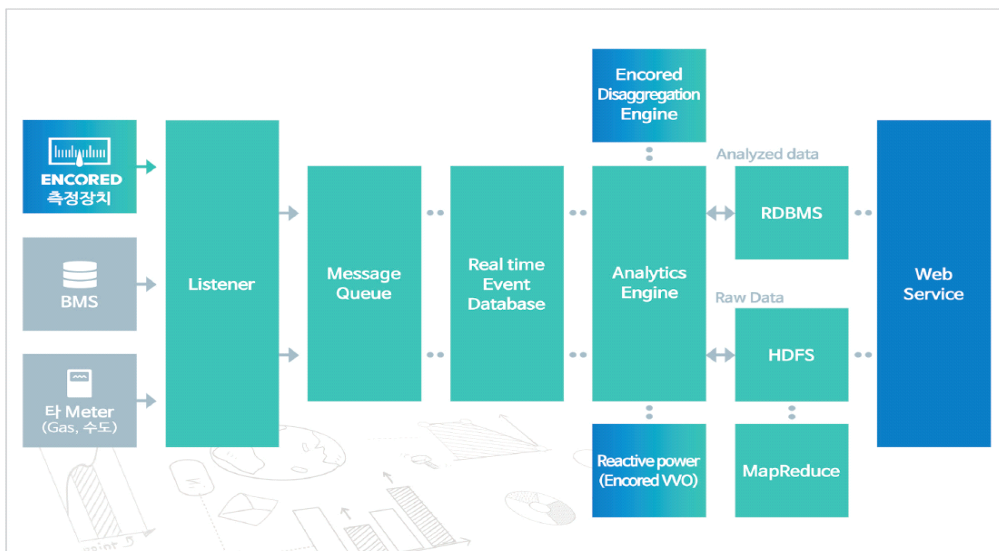 ENCORED
측정장치
BMS
타 Meter
(Gas, 수도)
Listener
Message
Queue
Real time
Event
Database
Encored
Disaggregation
Engine
Analytics
Engine
Reactive power
(Encored VVO)
Analyzed data
RDBMS
Raw Data
HDFS
MapReduce
Web
Service